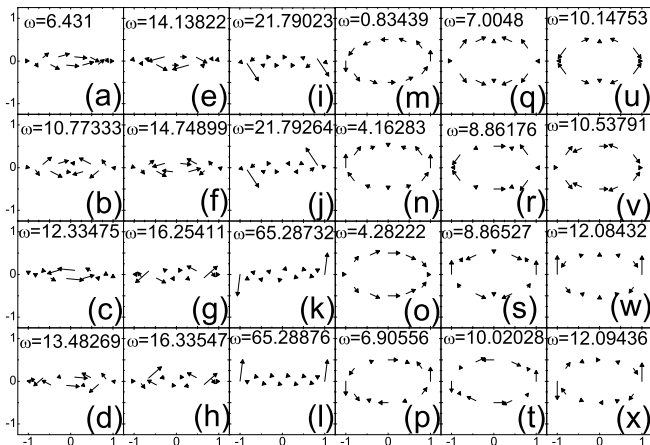 1 ω=6.431 ω=14.13822 ω=21.79023 ω=0.83439 ω=7.0048 ω=10.14753
0
-1 (a) (e) (i) (m) (q) (u)
1 ω=10.77333 ω=14.74899 ω=21.79264 ω=4.16283 ω=8.86176 ω=10.53791
0
-1 (b) (f) (j) (n) (r) (v)
1 ω=12.33475 ω=16.25411 ω=65.28732 ω=4.28222 ω=8.86527 ω=12.08432
0
-1 (c) (g) (k) (o) (s) (w)
1 ω=13.48269 ω=16.33547 ω=65.28876 ω=6.90556 ω=10.02028 ω=12.09436
0
-1 (d) (h) (l) (p) (t) (x)
-1 0 1 -1 0 1 -1 0 1 -1 0 1 -1 0 1 -1 0 1